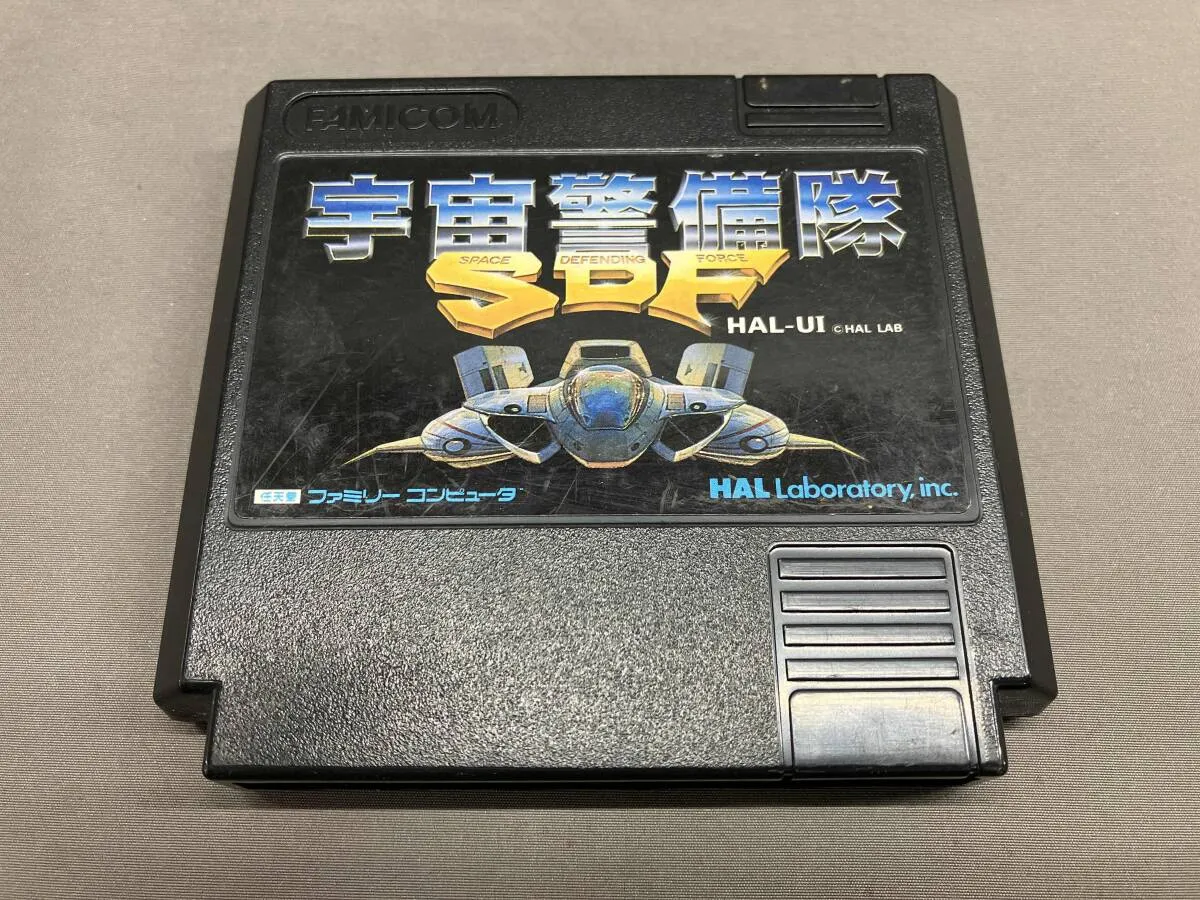 FAMICOM
宇宙警備隊
SPACE DEFENDING FORCE
SDF
HAL-UI ©HAL LAB
任天堂 ファミリーコンピュータ
HAL Laboratory, inc.